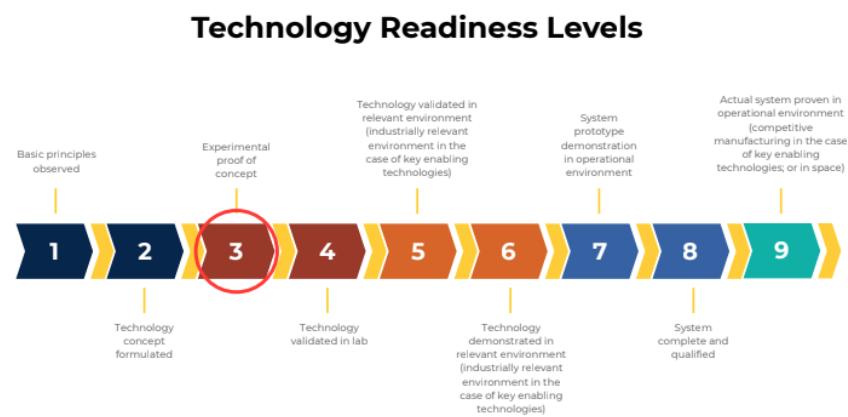 Technology Readiness Levels
Basic principles
observed
Experimental
proof of
concept
Technology validated in
relevant environment
(industrially relevant
environment in the
case of key enabling
technologies)
System
prototype
demonstration
in operational
environment
Actual system proven in
operational environment
(competitive
manufacturing in the case
of key enabling
technologies; or in space)
1
2
3
4
5
6
7
8
9
Technology
concept
formulated
Technology
validated in lab
Technology
demonstrated in
relevant environment
(industrially relevant
environment in the
case of key enabling
technologies)
System
complete and
qualified